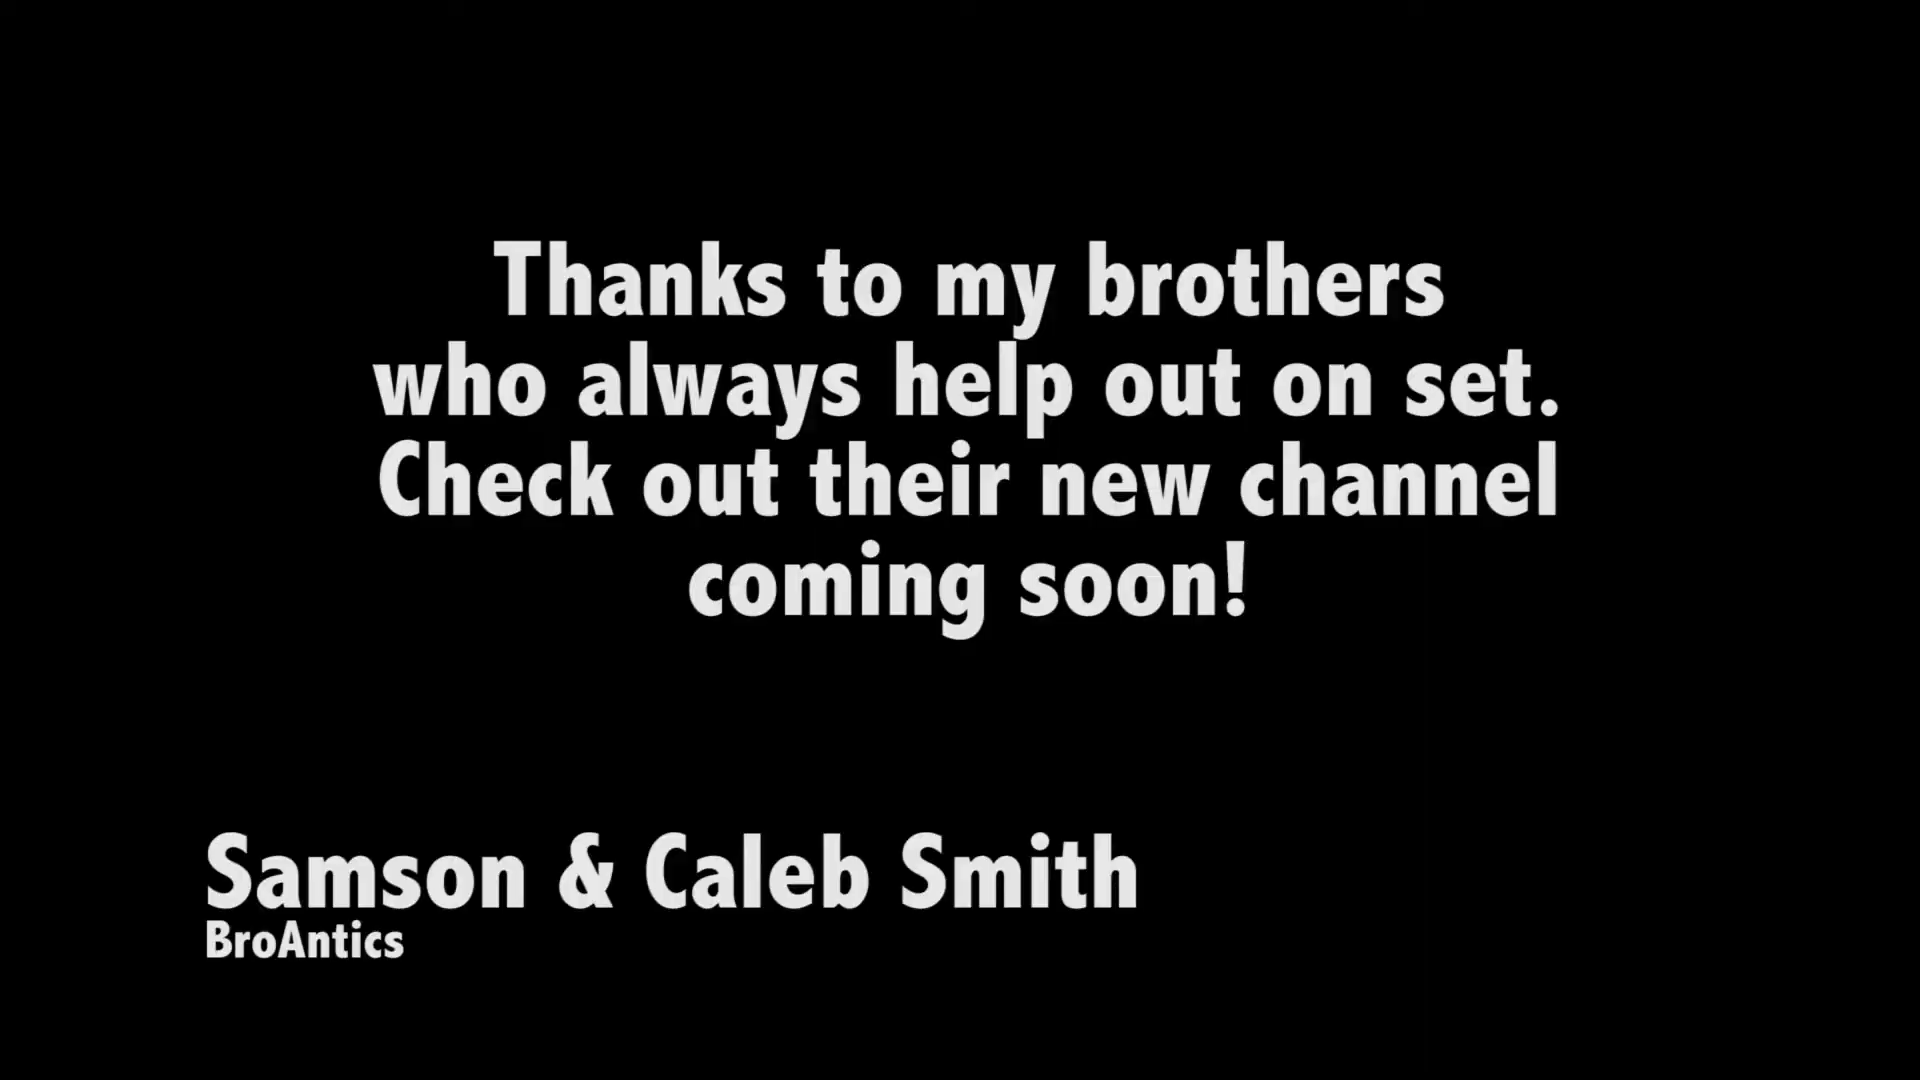 Thanks to my brothers
who always help out on set.
Check out their new channel
coming soon!
Samson & Caleb Smith
BroAntics